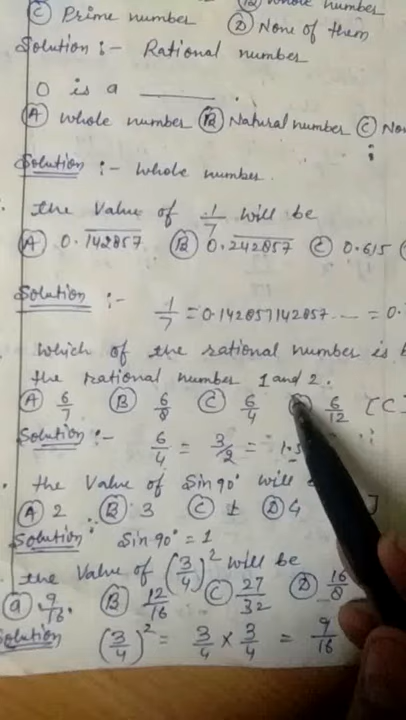 Ⓒ Prime number Ⓑ whole number
Ⓓ None of them
Solution :- Rational number
0 is a ______ .
Ⓐ whole number Ⓑ Natural number Ⓒ
Solution :- whole number.
the Value of 1/7 will be
Ⓐ 0.142857 Ⓑ 0.242857 Ⓒ 0.615
Solution :-
1/7 = 0.142857142857 --- = 0.
which of the rational number is
the rational number 1 and 2.
Ⓐ 6/7 Ⓑ 6/8 Ⓒ 6/4 6/12 [C]
Solution :- 6/4 = 3/2 =
the Value of Sin 90° will
Ⓐ 2 Ⓑ 3 Ⓒ 1 Ⓓ 4 ]
Solution: Sin 90° = 1
the Value of (3/4)² will be
ⓐ 9/16. Ⓑ 12/16 Ⓒ 27/32 Ⓓ
Solution (3/4)² = 3/4 × 3/4 = 9/16